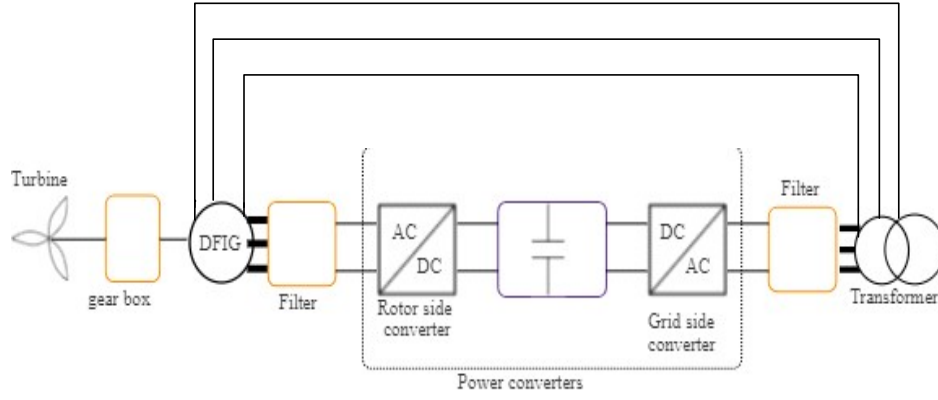 Turbine
gear box
DFIG
Filter
AC
DC
Rotor side
converter
DC
AC
Grid side
converter
Power converters
Filter
Transformer